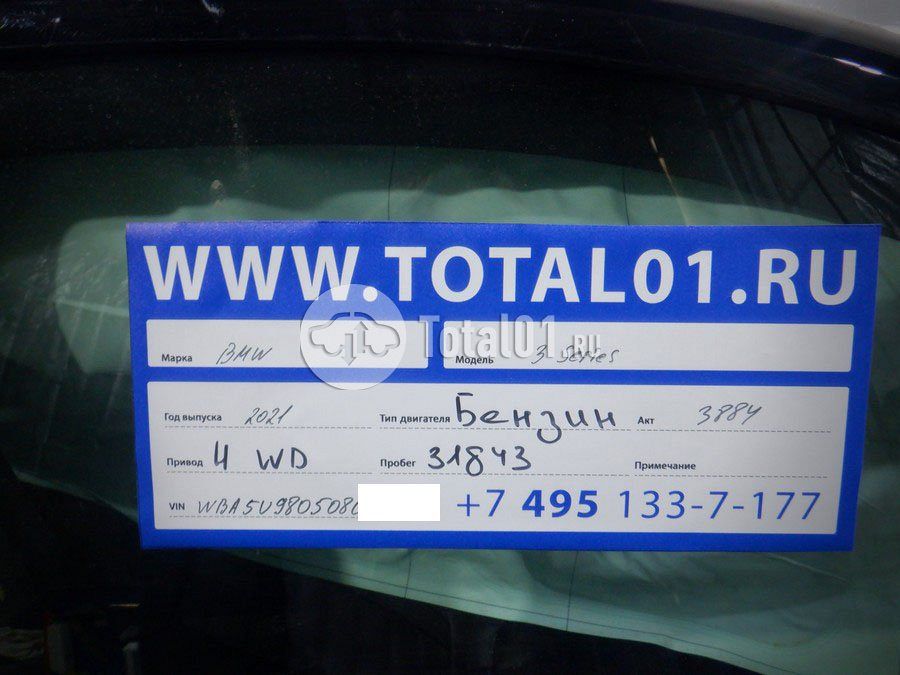 WWW.TOTAL01.RU
Total01.RU
Марка BMW Модель 3 Series
Год выпуска 2021 Тип двигателя Бензин Акт 3884
Привод 4 WD Пробег 31843 Примечание
VIN WBA5U9805080 +7 495 133-7-177